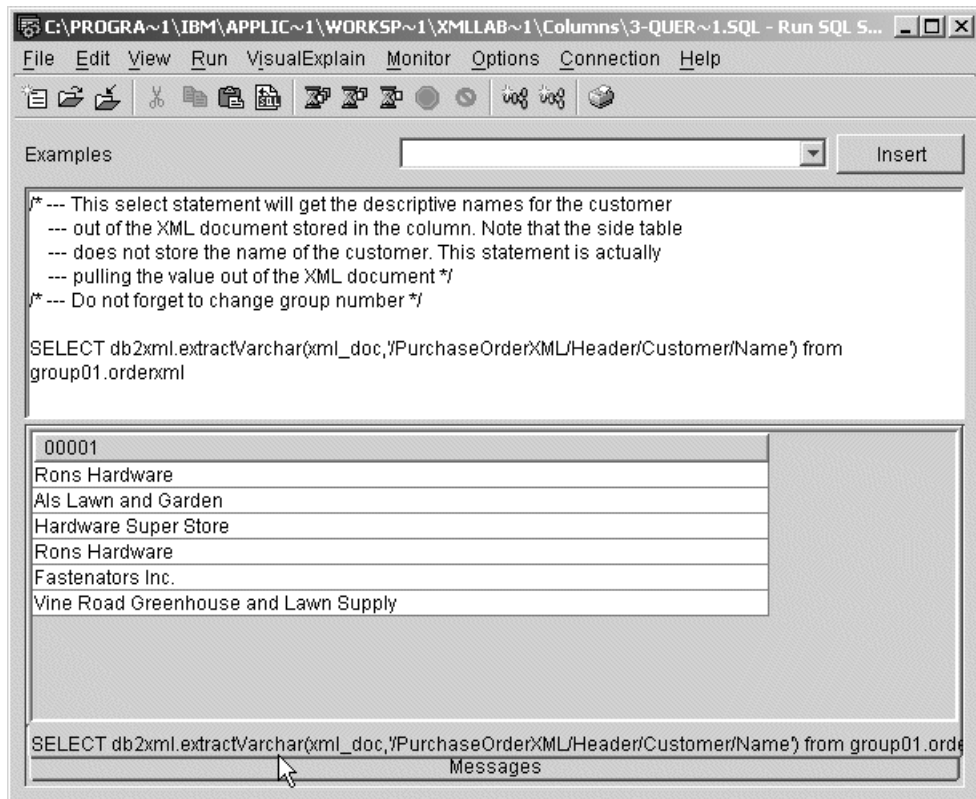 C:\PROGRA~1\IBM\APPLIC~1\WORKSP~1\XMLLAB~1\Columns\3-QUER~1.SQL - Run SQL S...
File Edit View Run VisualExplain Monitor Options Connection Help
Examples Insert
/* --- This select statement will get the descriptive names for the customer
--- out of the XML document stored in the column. Note that the side table
--- does not store the name of the customer. This statement is actually
--- pulling the value out of the XML document */
/* --- Do not forget to change group number */
SELECT db2xml.extractVarchar(xml_doc,'/PurchaseOrderXML/Header/Customer/Name') from
group01.orderxml
00001
Rons Hardware
Als Lawn and Garden
Hardware Super Store
Rons Hardware
Fastenators Inc.
Vine Road Greenhouse and Lawn Supply
SELECT db2xml.extractVarchar(xml_doc,'/PurchaseOrderXML/Header/Customer/Name') from group01.orde
Messages